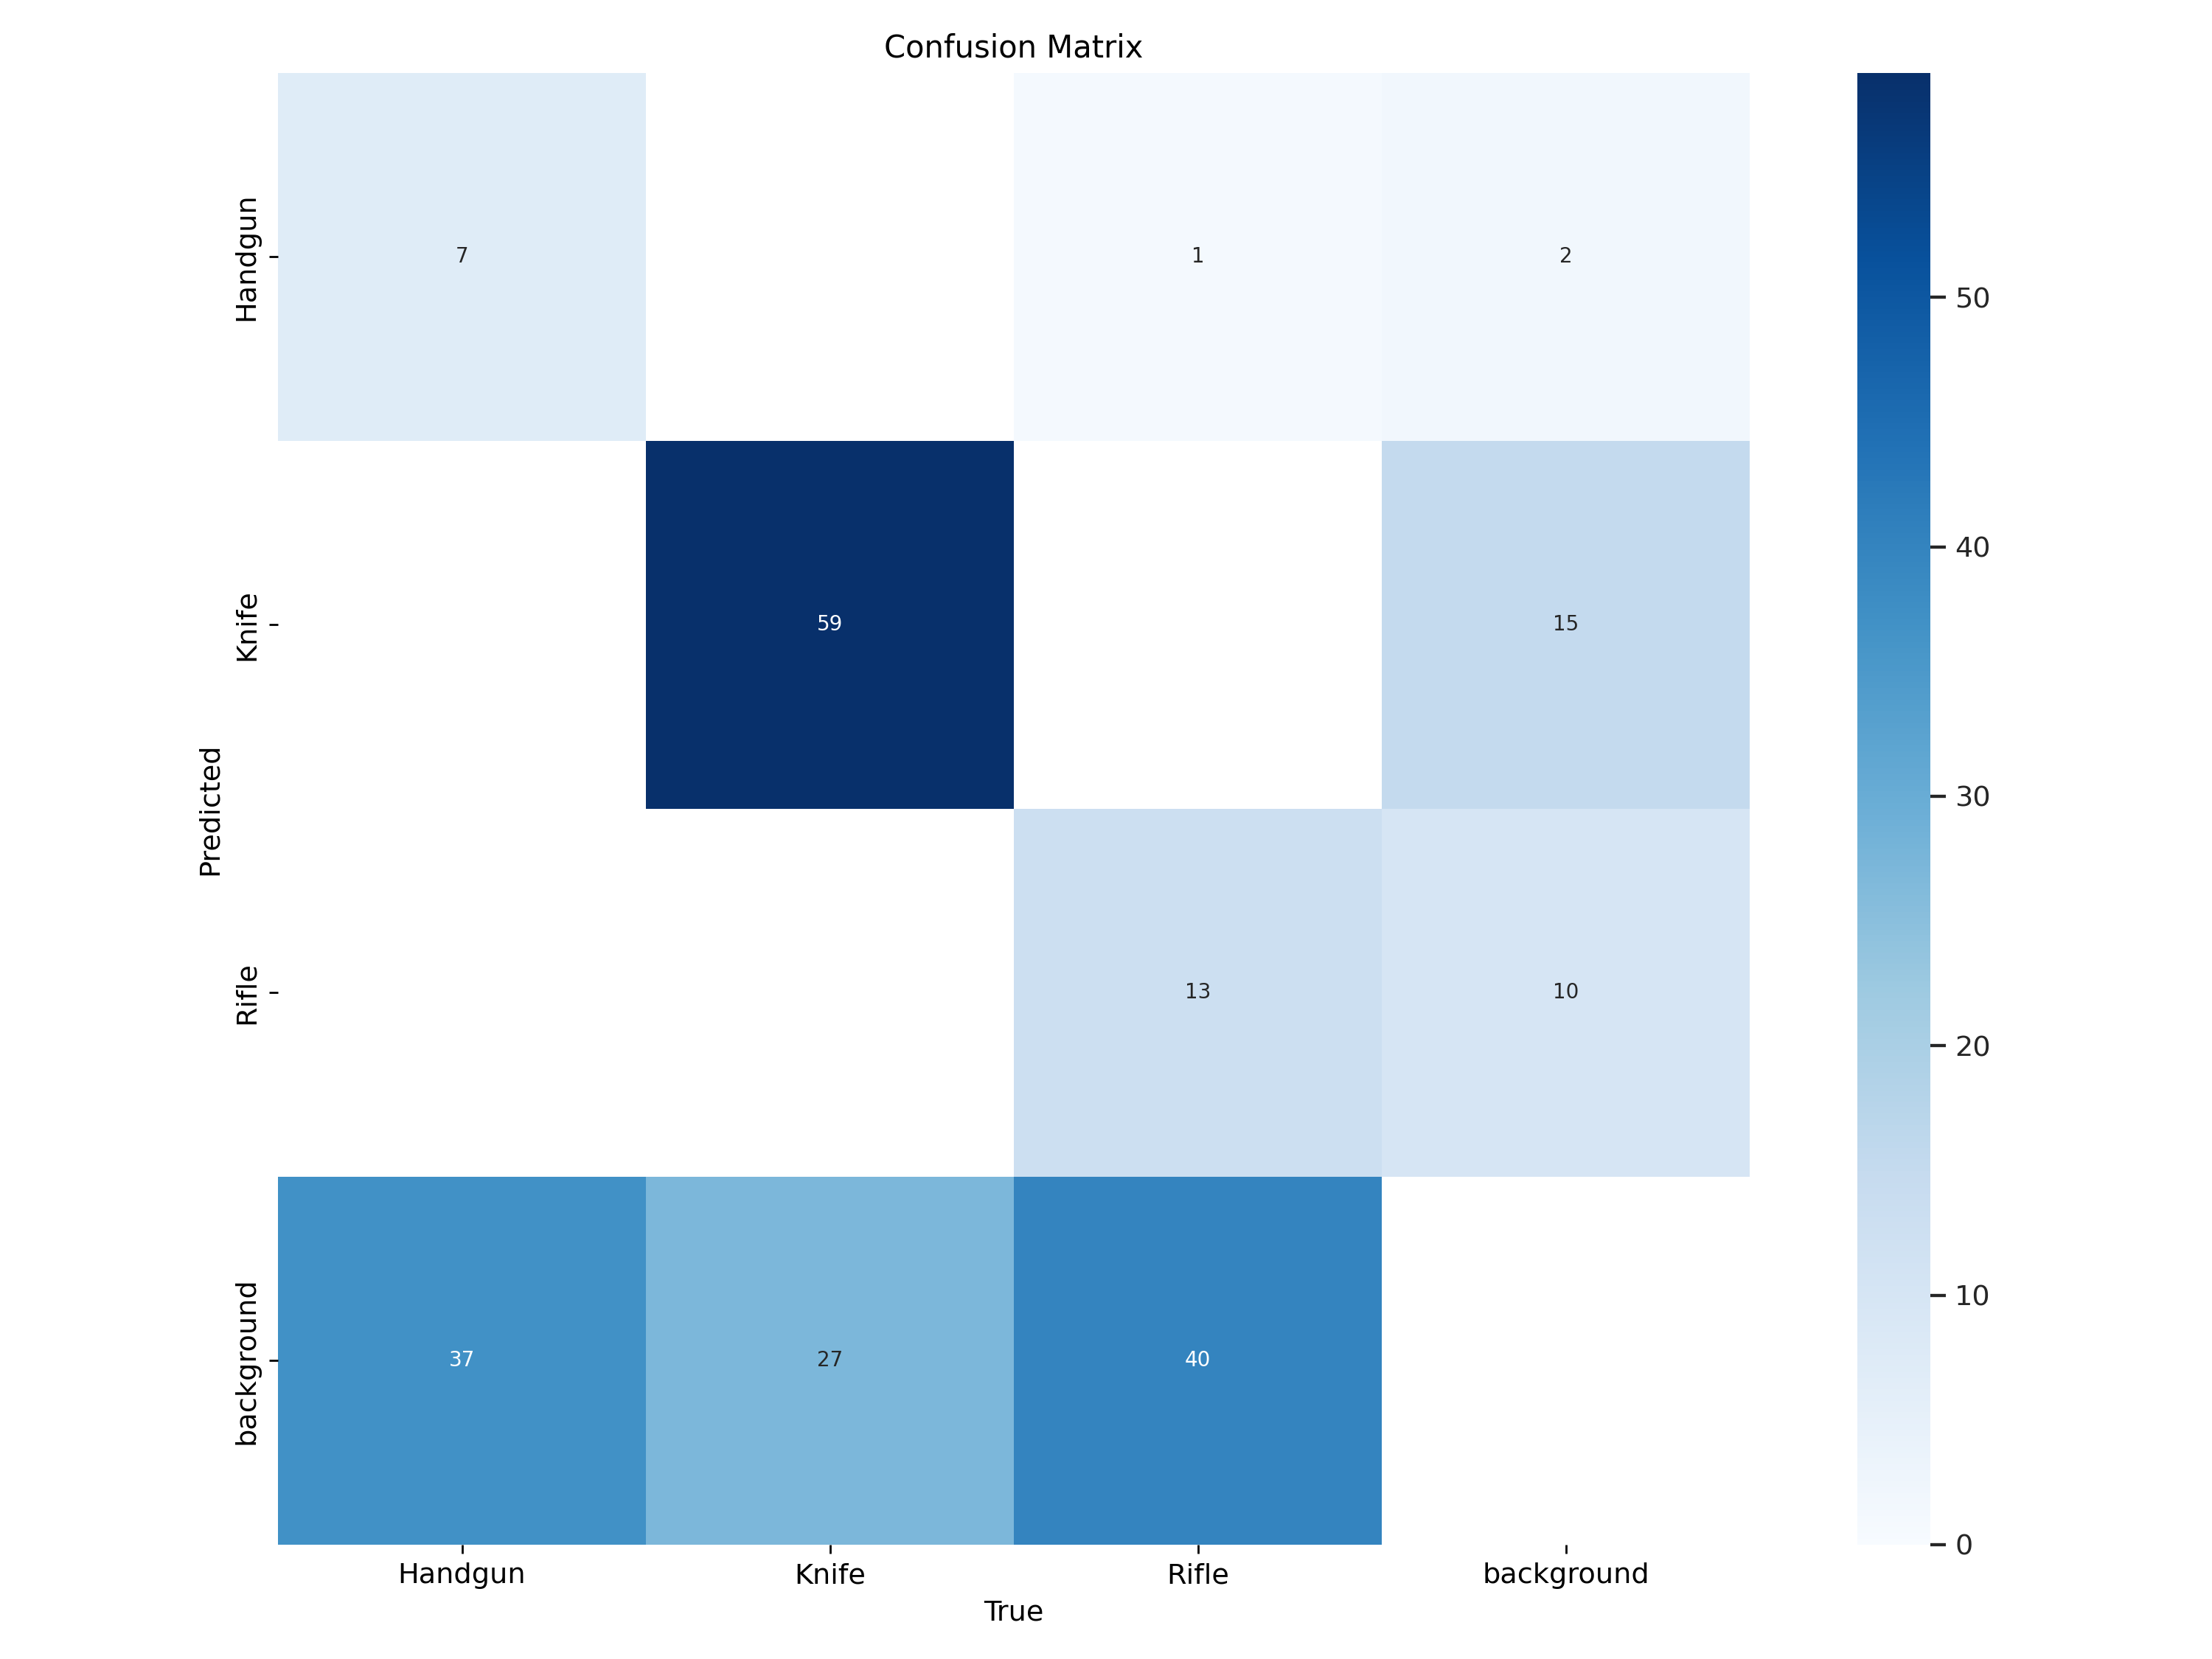 Confusion Matrix
Handgun
7
1
2
50
Knife
59
15
40
Predicted
30
Rifle
13
10
20
background
37
27
40
10
0
Handgun
Knife
Rifle
background
True